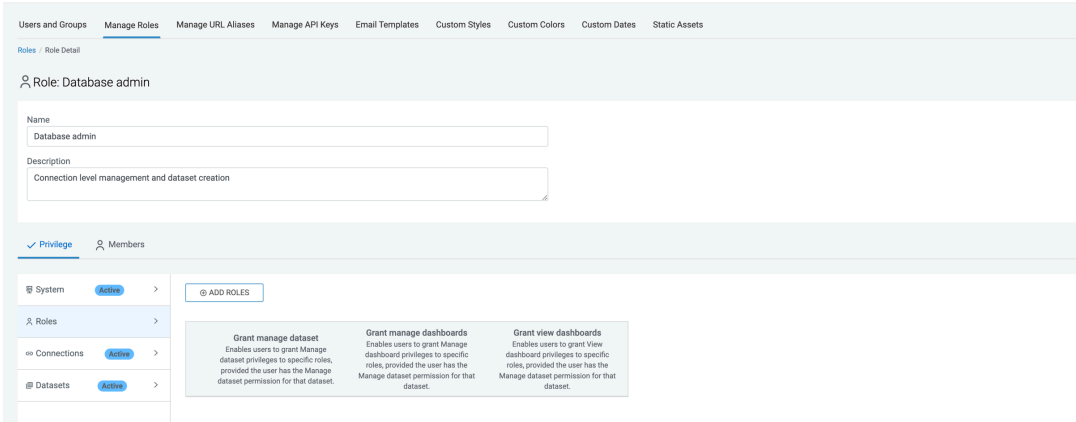 Users and Groups Manage Roles Manage URL Aliases Manage API Keys Email Templates Custom Styles Custom Colors Custom Dates Static Assets
Roles / Role Detail
Role: Database admin
Name
Database admin
Description
Connection level management and dataset creation
Privilege Members
System Active
Roles
Connections Active
Datasets Active
ADD ROLES
Grant manage dataset
Enables users to grant Manage
dataset privileges to specific roles,
provided the user has the Manage
dataset permission for that dataset.
Grant manage dashboards
Enables users to grant Manage
dashboard privileges to specific
roles, provided the user has the
Manage dataset permission for that
dataset.
Grant view dashboards
Enables users to grant View
dashboard privileges to specific
roles, provided the user has the
Manage dataset permission for that
dataset.